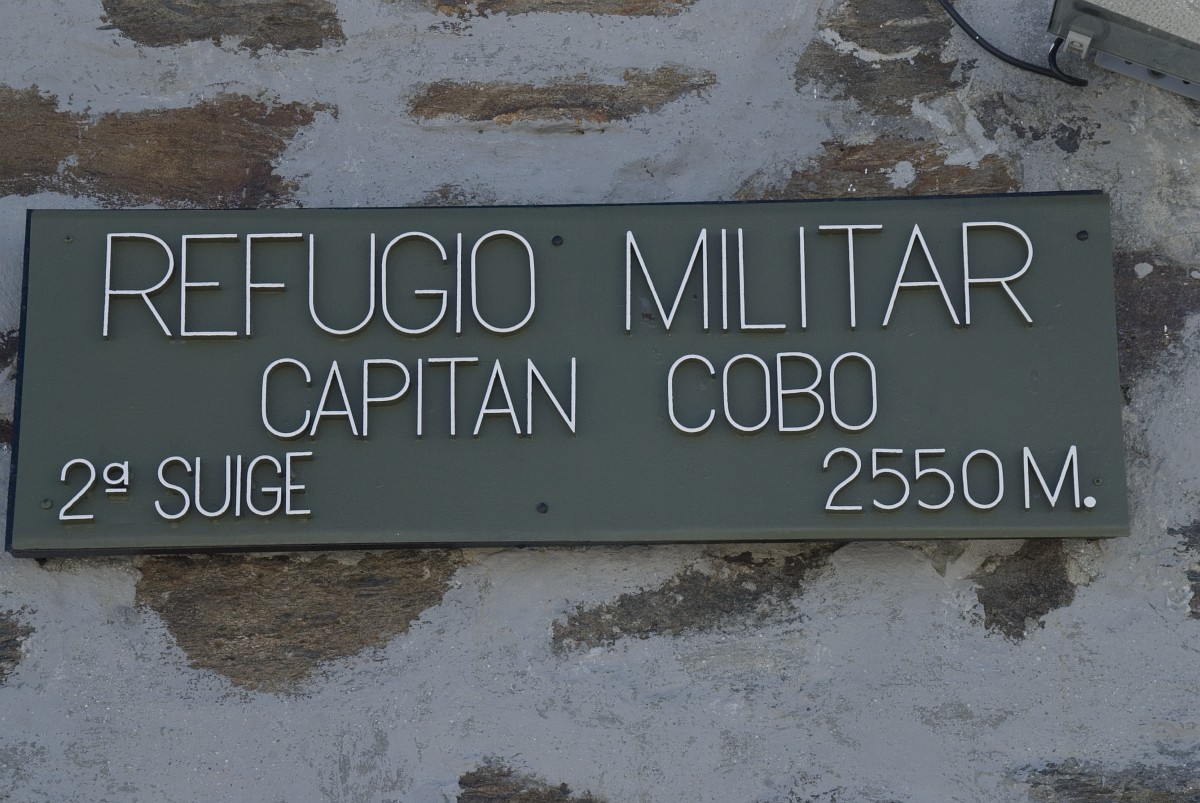 REFUGIO MILITAR
CAPITAN COBO
2ª SUIGE 2550 M.